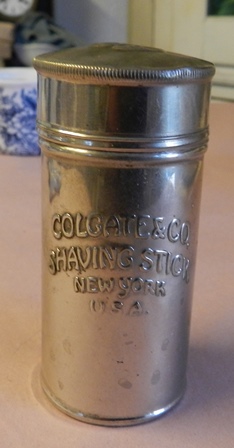 COLGATE & CO.
SHAVING STICK
NEW YORK
U.S.A.